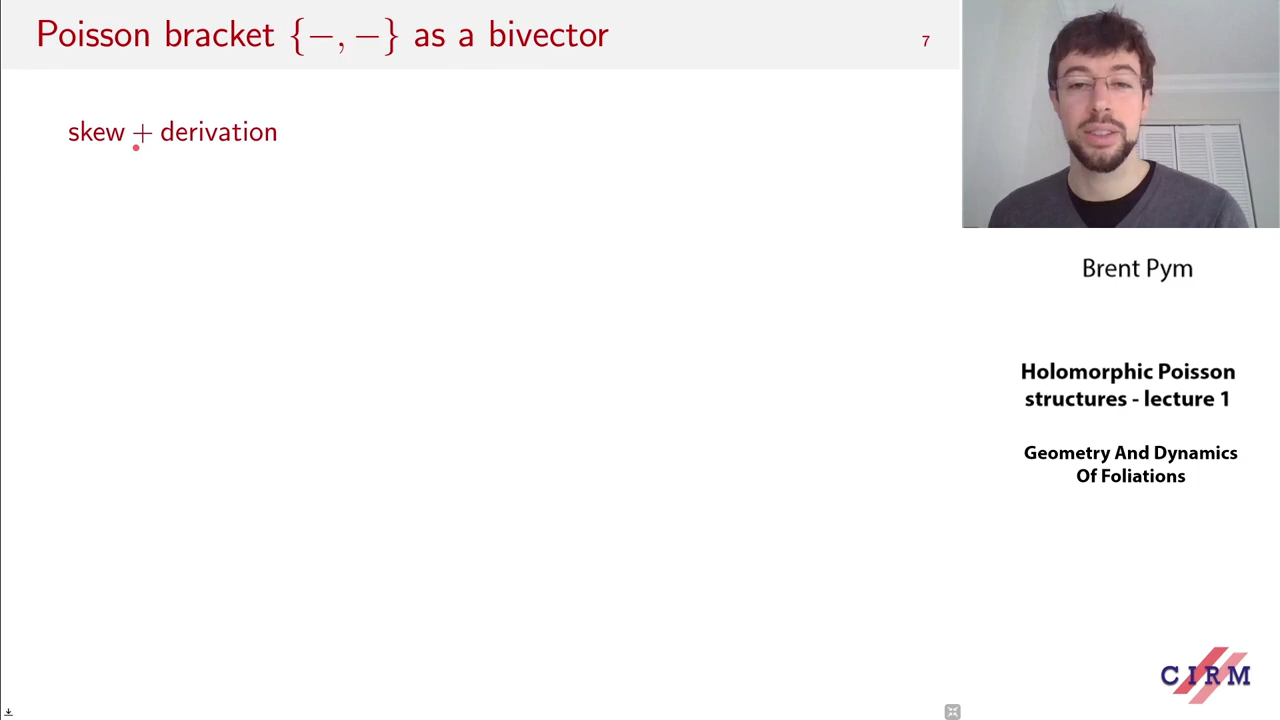 Poisson bracket {−, −} as a bivector
7
skew + derivation
Brent Pym
Holomorphic Poisson
structures - lecture 1
Geometry And Dynamics
Of Foliations
CIRM